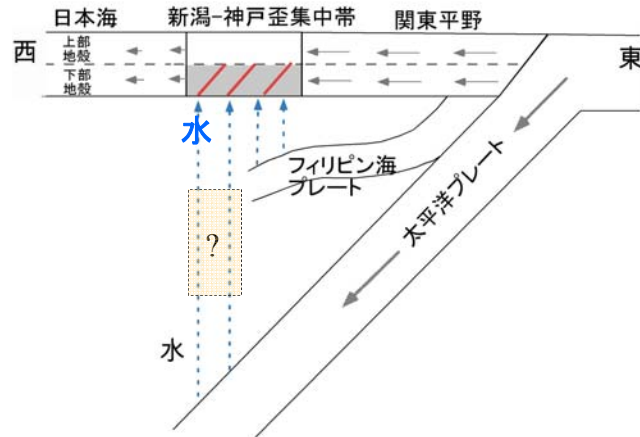 日本海
新潟−神戸歪集中帯
関東平野
西
上部
地殻
下部
地殻
東
水
フィリピン海
プレート
太平洋プレート
?
水